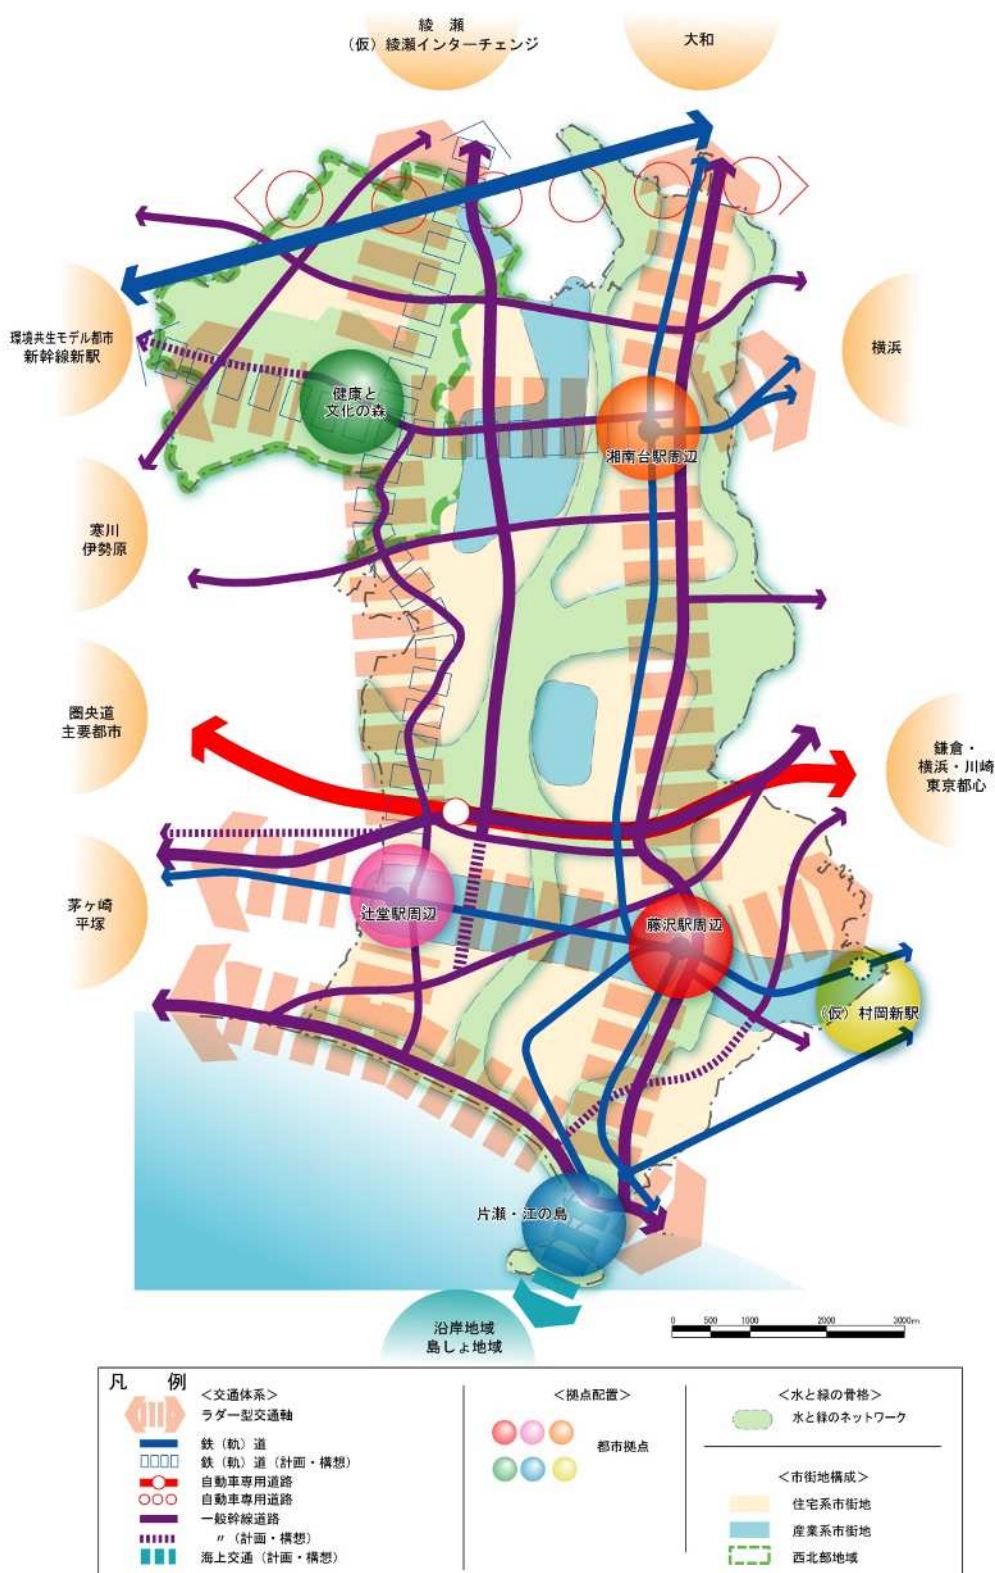 綾　瀬
（仮）綾瀬インターチェンジ
大和
環境共生モデル都市
新幹線新駅
横浜
健康と
文化の森
湘南台駅周辺
寒川
伊勢原
圏央道
主要都市
鎌倉・
横浜・川崎
東京都心
茅ヶ崎
平塚
辻堂駅周辺
藤沢駅周辺
（仮）村岡新駅
片瀬・江の島
沿岸地域
島しょ地域
0 500 1000 2000 3000m
凡　例
＜交通体系＞
ラダー型交通軸
鉄（軌）道
鉄（軌）道（計画・構想）
自動車専用道路
自動車専用道路
一般幹線道路
〃（計画・構想）
海上交通（計画・構想）
＜拠点配置＞
都市拠点
＜水と緑の骨格＞
水と緑のネットワーク
＜市街地構成＞
住宅系市街地
産業系市街地
西北部地域